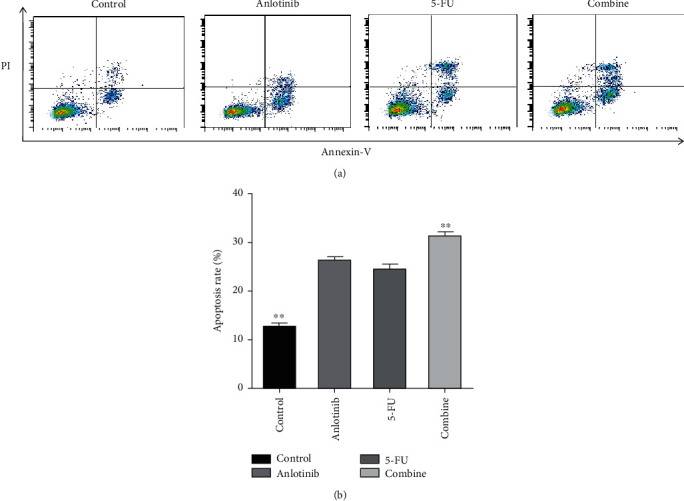 Control Anlotinib 5-FU Combine
PI
Annexin-V
(a)
40
30
20
10
0
Apoptosis rate (%)
**
**
Control
Anlotinib
5-FU
Combine
Control 5-FU
Anlotinib Combine
(b)